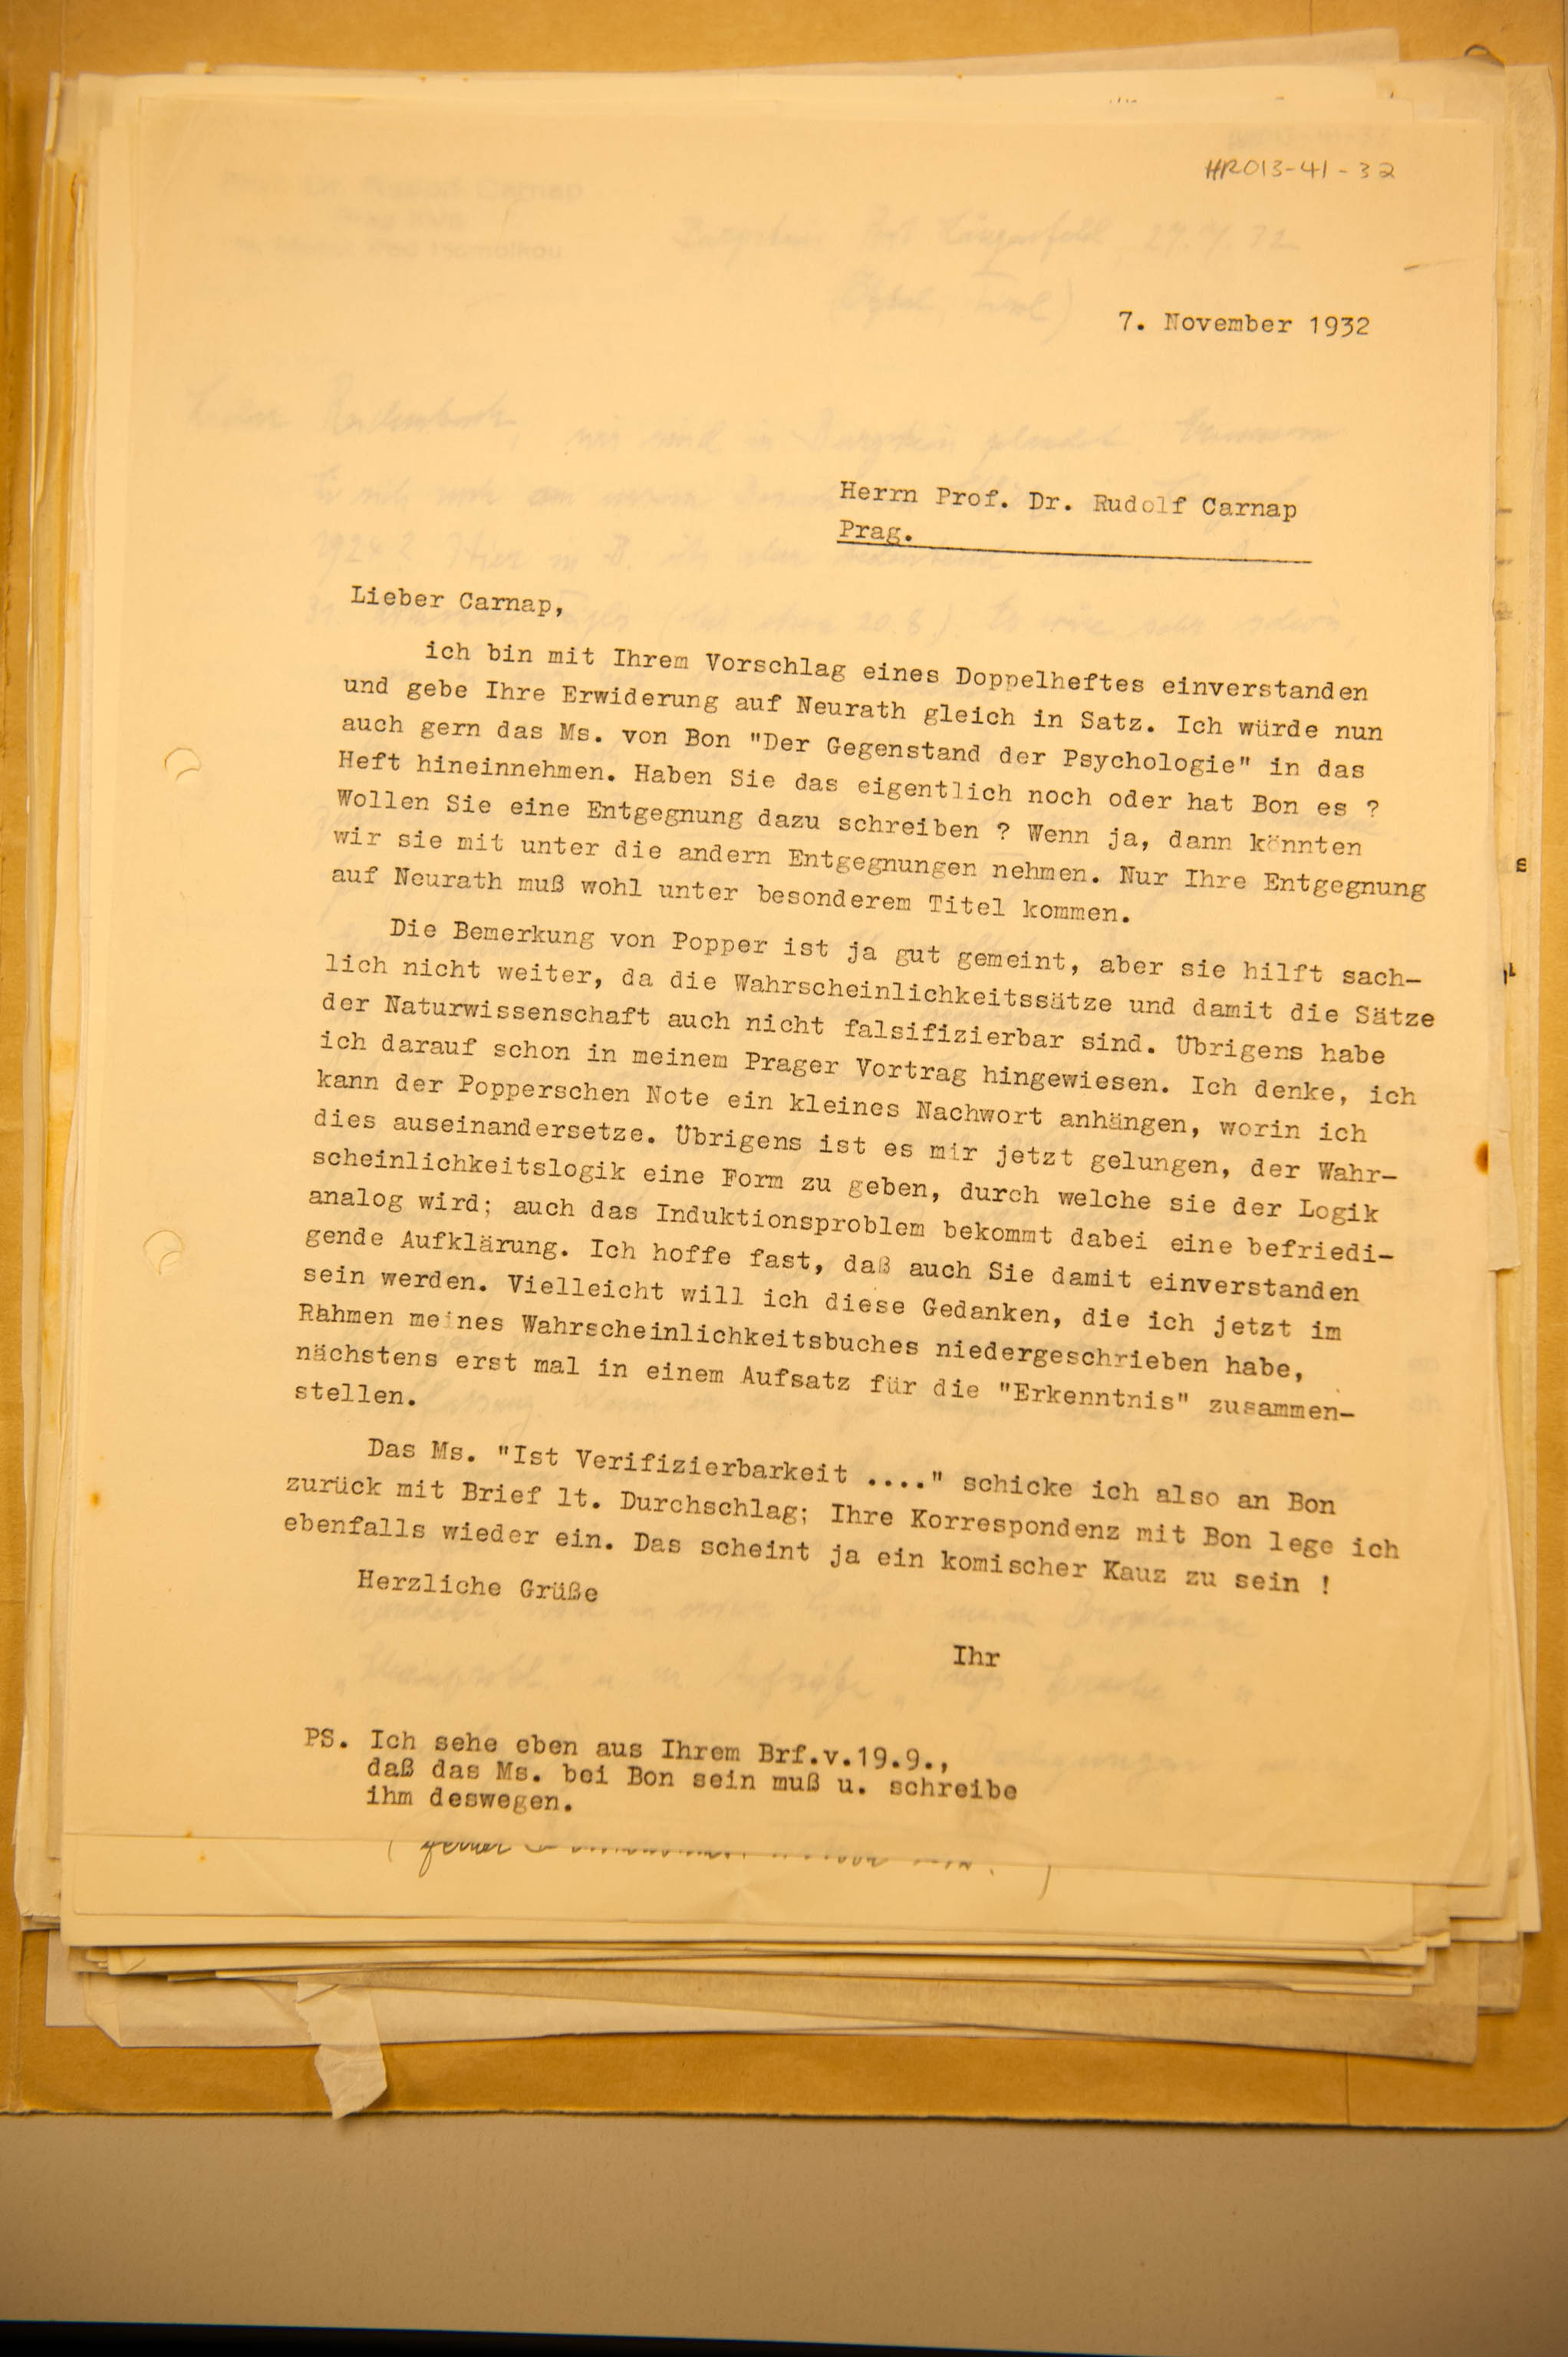 HR013-41-32
7. November 1932
Herrn Prof. Dr. Rudolf Carnap
Prag.
Lieber Carnap,
ich bin mit Ihrem Vorschlag eines Doppelheftes einverstanden
und gebe Ihre Erwiderung auf Neurath gleich in Satz. Ich würde nun
auch gern das Ms. von Bon "Der Gegenstand der Psychologie" in das
Heft hineinnehmen. Haben Sie das eigentlich noch oder hat Bon es ?
Wollen Sie eine Entgegnung dazu schreiben ? Wenn ja, dann könnten
wir sie mit unter die andern Entgegnungen nehmen. Nur Ihre Entgegnung
auf Neurath muß wohl unter besonderem Titel kommen.
Die Bemerkung von Popper ist ja gut gemeint, aber sie hilft sach-
lich nicht weiter, da die Wahrscheinlichkeitssätze und damit die Sätze
der Naturwissenschaft auch nicht falsifizierbar sind. Übrigens habe
ich darauf schon in meinem Prager Vortrag hingewiesen. Ich denke, ich
kann der Popperschen Note ein kleines Nachwort anhängen, worin ich
dies auseinandersetze. Übrigens ist es mir jetzt gelungen, der Wahr-
scheinlichkeitslogik eine Form zu geben, durch welche sie der Logik
analog wird; auch das Induktionsproblem bekommt dabei eine befriedi-
gende Aufklärung. Ich hoffe fast, daß auch Sie damit einverstanden
sein werden. Vielleicht will ich diese Gedanken, die ich jetzt im
Rahmen meines Wahrscheinlichkeitsbuches niedergeschrieben habe,
nächstens erst mal in einem Aufsatz für die "Erkenntnis" zusammen-
stellen.
Das Ms. "Ist Verifizierbarkeit ...." schicke ich also an Bon
zurück mit Brief lt. Durchschlag; Ihre Korrespondenz mit Bon lege ich
ebenfalls wieder ein. Das scheint ja ein komischer Kauz zu sein !
Herzliche Grüße
Ihr
PS. Ich sehe eben aus Ihrem Brf.v.19.9.,
daß das Ms. bei Bon sein muß u. schreibe
ihm deswegen.